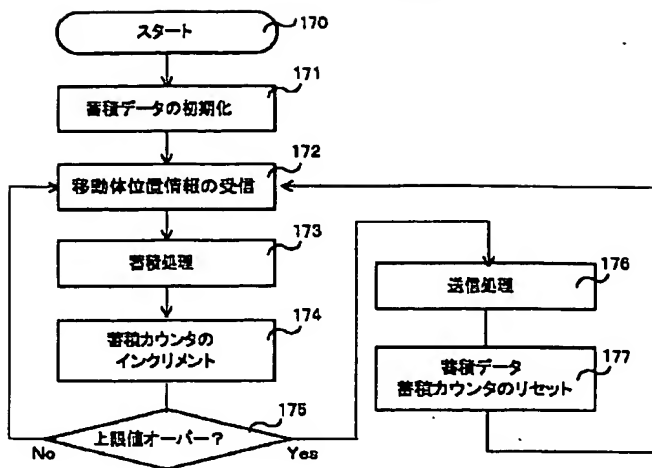 スタート
170
171
蓄積データの初期化
172
移動体位置情報の受信
173
蓄積処理
174
蓄積カウンタの
インクリメント
175
上限値オーバー?
No
Yes
176
送信処理
177
蓄積データ
蓄積カウンタのリセット